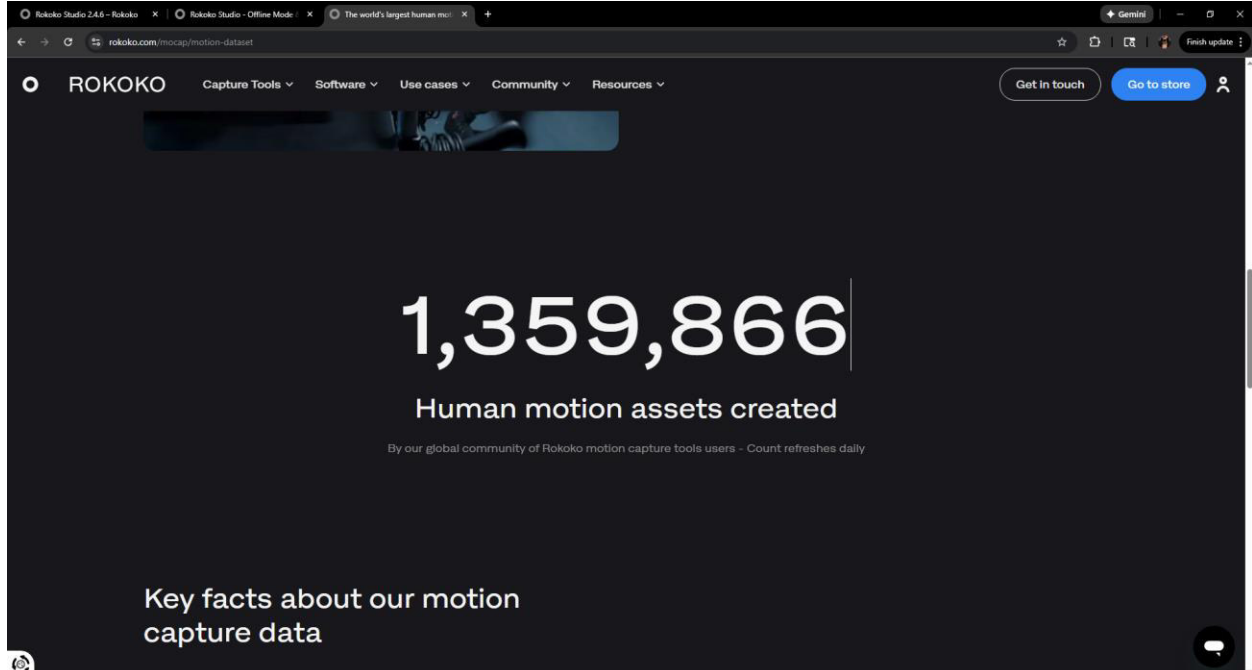 Rokoko Studio 2.4.6 – Rokoko
Rokoko Studio - Offline Mode
The world's largest human mot
Gemini
rokoko.com/mocap/motion-dataset
Finish update
ROKOKO
Capture Tools
Software
Use cases
Community
Resources
Get in touch
Go to store
1,359,866
Human motion assets created
By our global community of Rokoko motion capture tools users - Count refreshes daily
Key facts about our motion
capture data